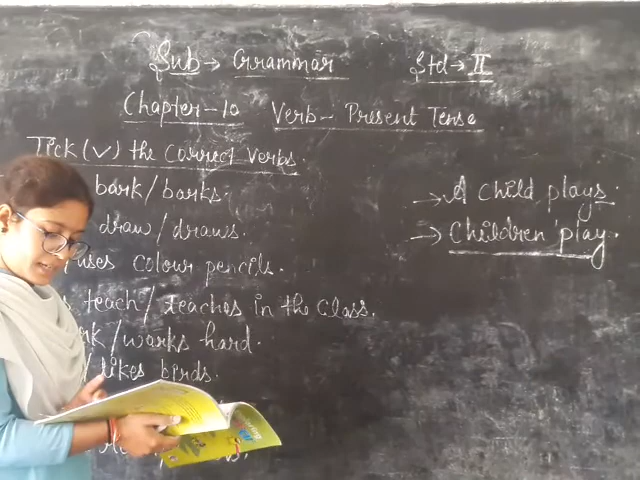 Sub → Grammar Std → II
Chapter-10 Verb - Present Tense
Tick (✓) the Correct Verbs
bark/barks.
draw/draws.
uses colour pencils.
teach/teaches in the class.
/works hard.
/likes birds.
→ A child plays.
→ Children play.